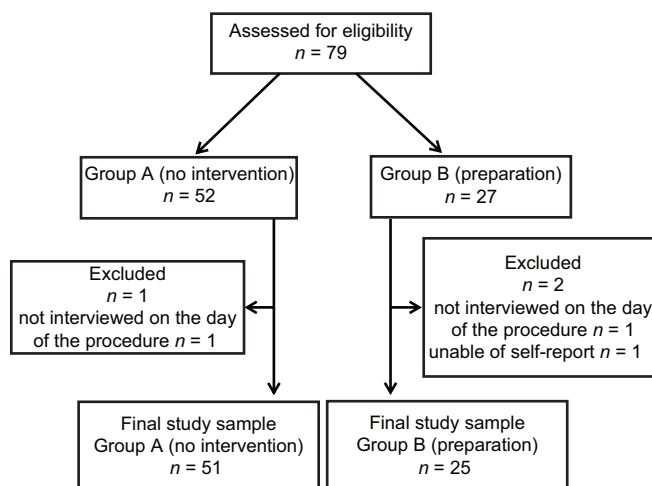 Assessed for eligibility
n = 79
Group A (no intervention)
n = 52
Group B (preparation)
n = 27
Excluded
n = 1
not interviewed on the day
of the procedure n = 1
Excluded
n = 2
not interviewed on the day
of the procedure n = 1
unable of self-report n = 1
Final study sample
Group A (no intervention)
n = 51
Final study sample
Group B (preparation)
n = 25